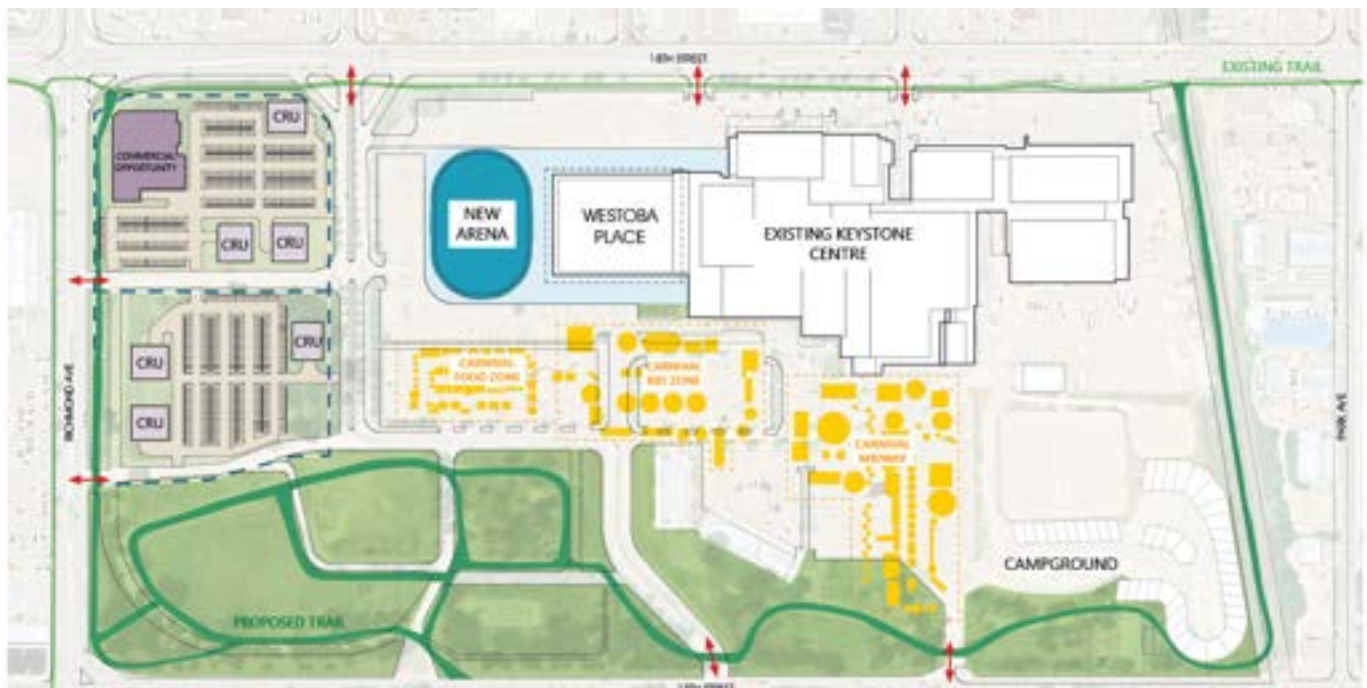 18TH STREET
EXISTING TRAIL
CRU
COMMERCIAL
OPPORTUNITY
NEW
ARENA
WESTOBA
PLACE
EXISTING KEYSTONE
CENTRE
CRU
CRU
CRU
CRU
CRU
CARNIVAL
FOOD ZONE
CARNIVAL
KID ZONE
CARNIVAL
MIDWAY
RICHMOND AVE
PARK AVE
CAMPGROUND
PROPOSED TRAIL